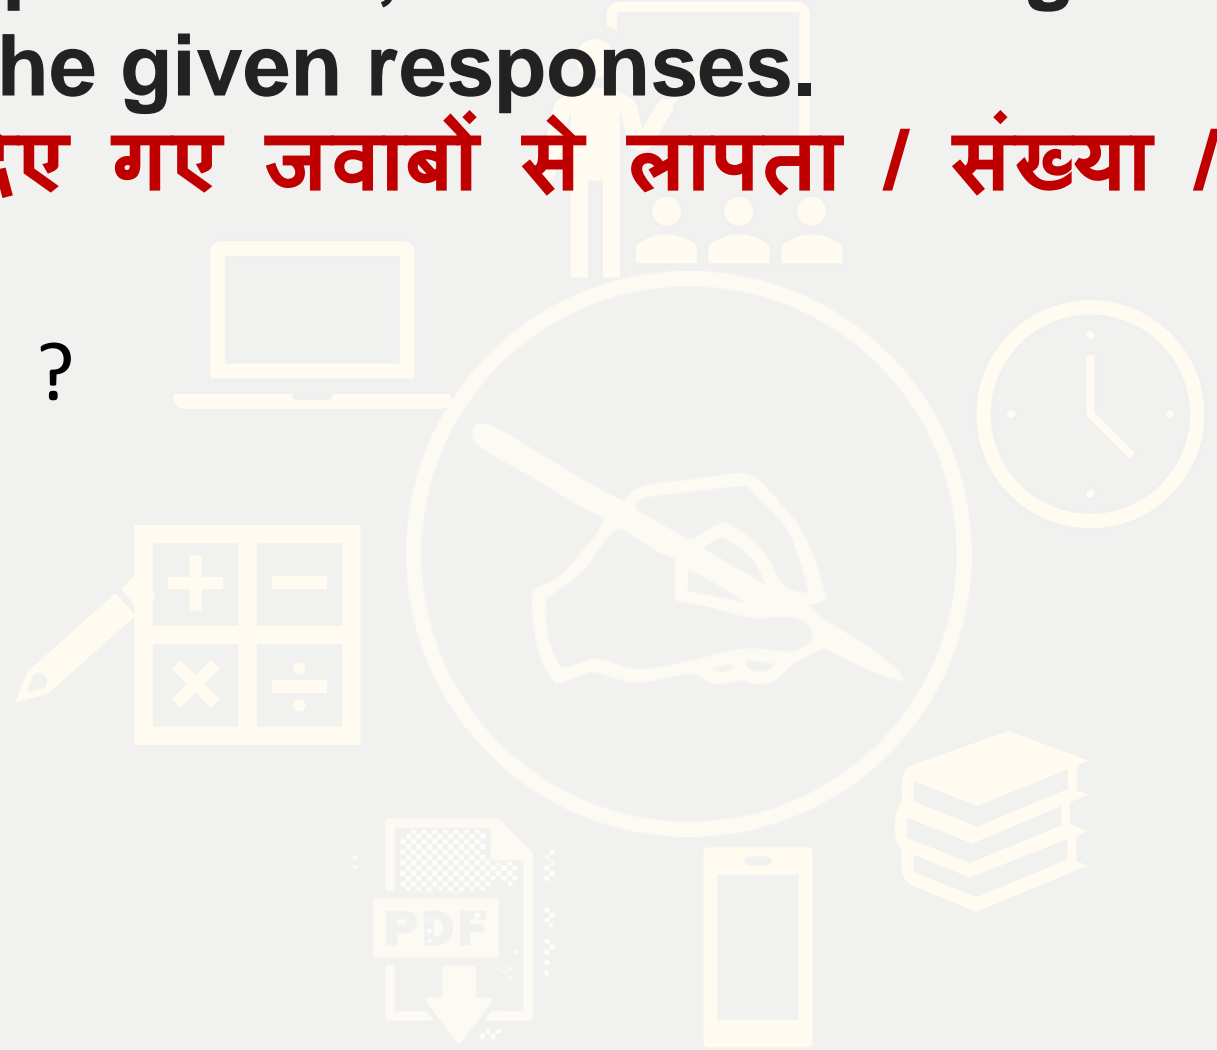 he given responses.
दिए गए जवाबों से लापता / संख्या /
?
PDF